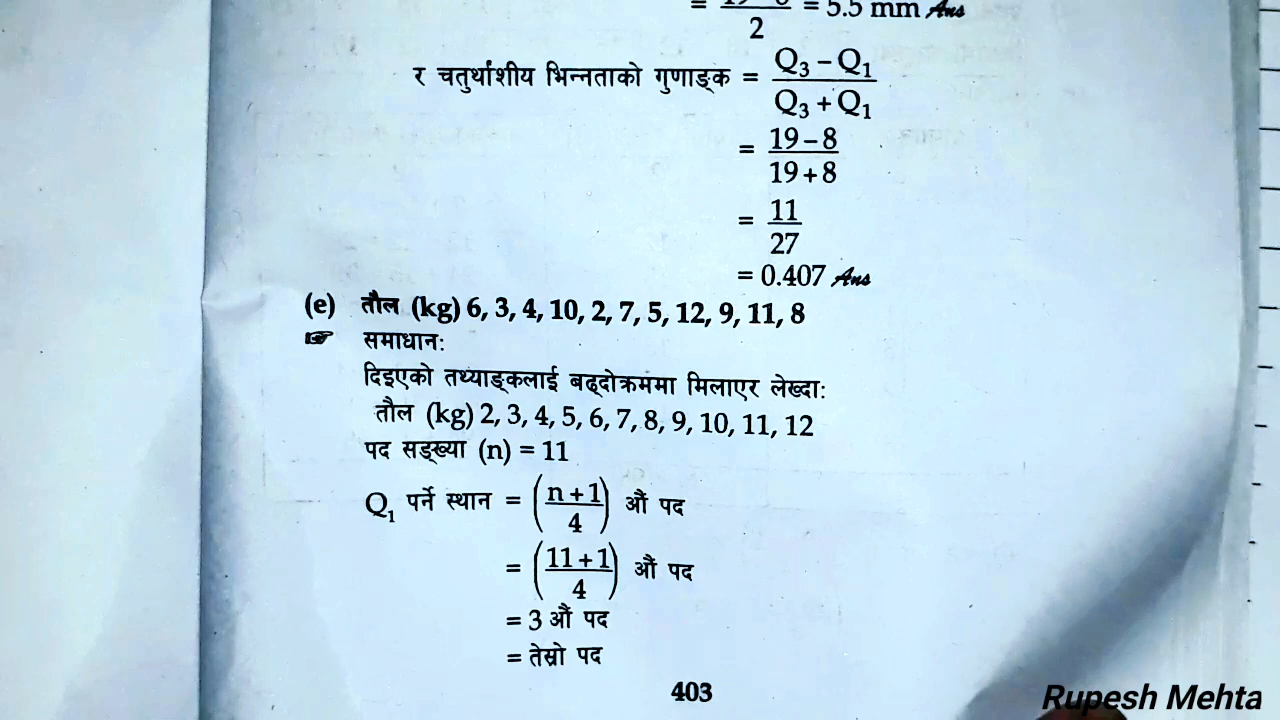 = 19 – 8 / 2 = 5.5 mm Ans
र चतुर्थांशीय भिन्नताको गुणाङ्क = Q₃ – Q₁ / Q₃ + Q₁
= 19 – 8 / 19 + 8
= 11 / 27
= 0.407 Ans
(e) तौल (kg) 6, 3, 4, 10, 2, 7, 5, 12, 9, 11, 8
☞ समाधानः
दिइएको तथ्याङ्कलाई बढ्दोक्रममा मिलाएर लेख्दाः
तौल (kg) 2, 3, 4, 5, 6, 7, 8, 9, 10, 11, 12
पद सङ्ख्या (n) = 11
Q₁ पर्ने स्थान = (n + 1 / 4) औं पद
= (11 + 1 / 4) औं पद
= 3 औं पद
= तेस्रो पद
403
Rupesh Mehta